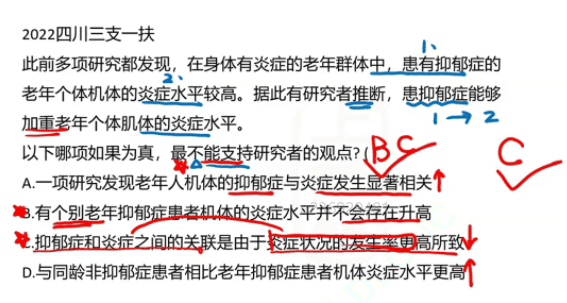 2022四川三支一扶
此前多项研究都发现，在身体有炎症的老年群体中，患有抑郁症的
老年个体机体的炎症水平较高。据此有研究者推断，患抑郁症能够
加重老年个体肌体的炎症水平。
以下哪项如果为真，最不能支持研究者的观点?(
A.一项研究发现老年人机体的抑郁症与炎症发生显著相关
B.有个别老年抑郁症患者机体的炎症水平并不会存在升高
C.抑郁症和炎症之间的关联是由于炎症状况的发生率更高所致
D.与同龄非抑郁症患者相比老年抑郁症患者机体炎症水平更高
1.
2.
1→2
B C
C